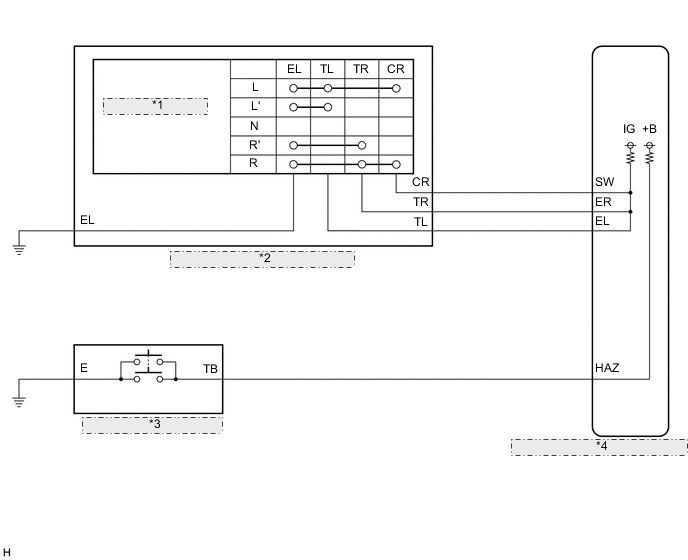 EL TL TR CR
L
*1
L'
N
R'
R
IG +B
CR SW
TR ER
EL TL EL
*2
E TB HAZ
*3
*4
H